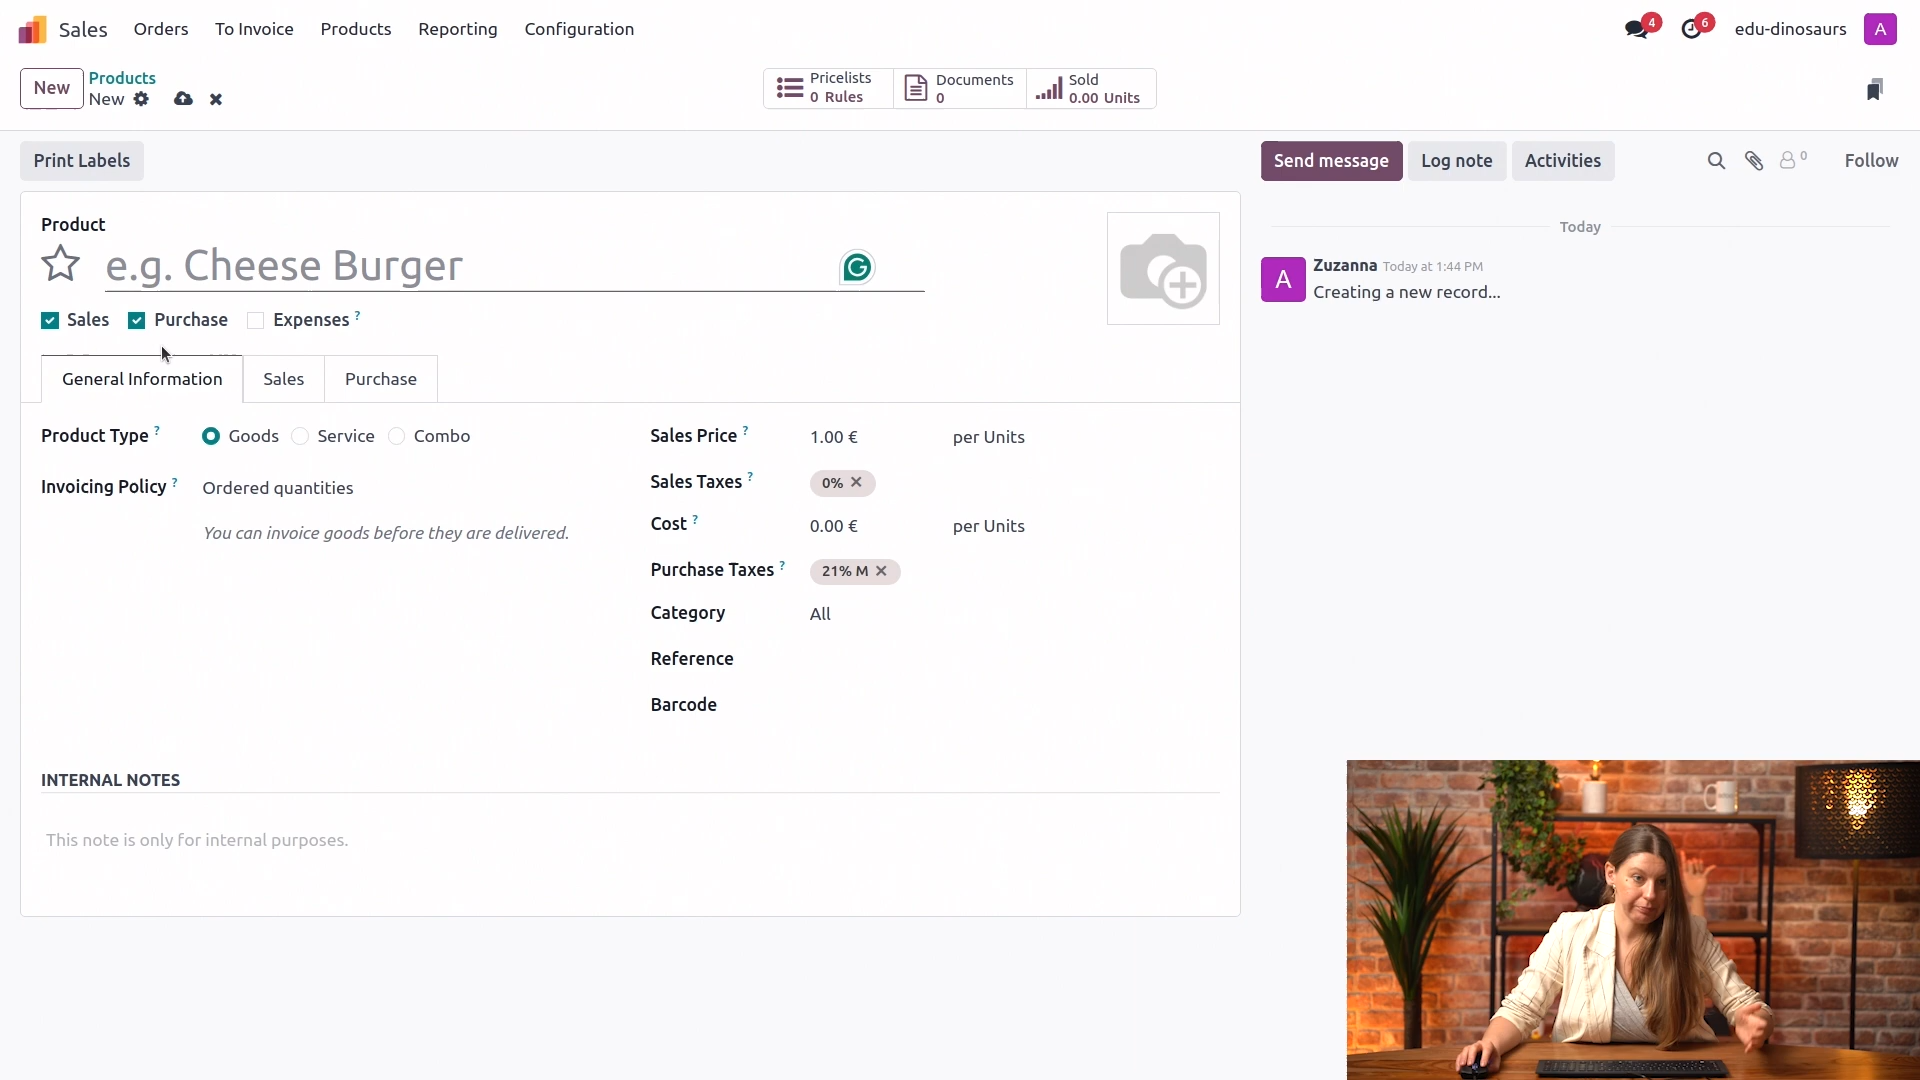 Sales Orders To Invoice Products Reporting Configuration 4 6 edu-dinosaurs A
New Products
New
Pricelists
0 Rules
Documents
0
Sold
0.00 Units
Print Labels
Send message Log note Activities 0 Follow
Product
e.g. Cheese Burger
Sales Purchase Expenses ?
General Information Sales Purchase
Product Type ? Goods Service Combo
Invoicing Policy ? Ordered quantities
You can invoice goods before they are delivered.
Sales Price ? 1.00 € per Units
Sales Taxes ? 0% ×
Cost ? 0.00 € per Units
Purchase Taxes ? 21% M ×
Category All
Reference
Barcode
INTERNAL NOTES
This note is only for internal purposes.
Today
A Zuzanna Today at 1:44 PM
Creating a new record...